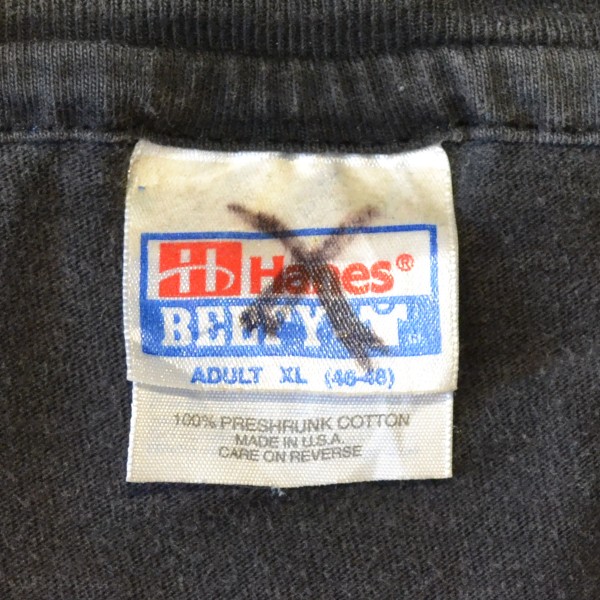 X
Hanes®
BEEFY-T
ADULT XL (46-48)
100% PRESHRUNK COTTON
MADE IN U.S.A.
CARE ON REVERSE